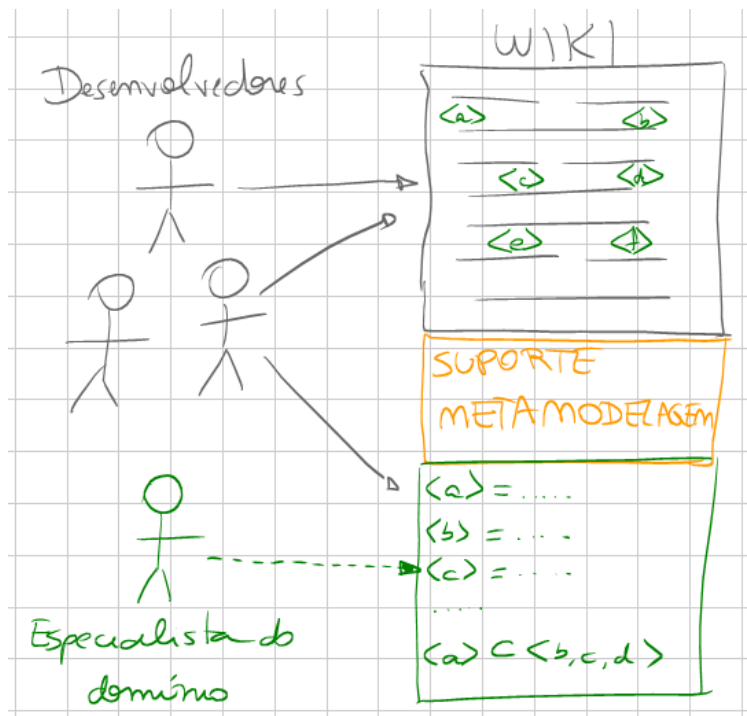 WIKI
Desenvolvedores
<a> <b>
<c> <d>
<e> <f>
SUPORTE
METAMODELAGEM
<a> = .....
<b> = .....
<c> = .....
.....
<a> ⊂ <b,c,d>
Especialista do
domínio